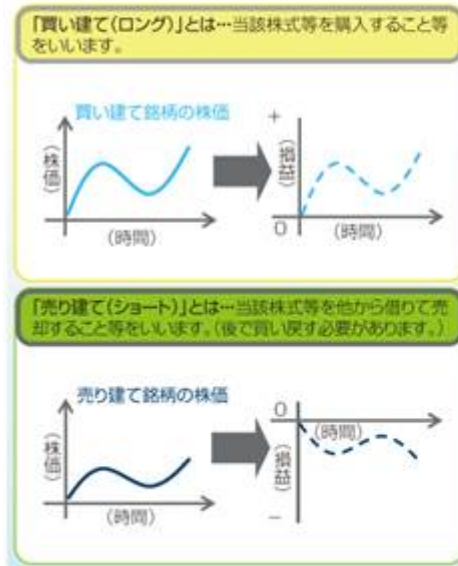 「買い建て(ロング)」とは…当該株式等を購入すること等
をいいます。
買い建て銘柄の株価
(株価)
(時間)
+
(損益)
0
(時間)
「売り建て(ショート)」とは…当該株式等を他から借りて売
却すること等をいいます。(後で買い戻す必要があります。)
売り建て銘柄の株価
(株価)
(時間)
0
(時間)
(損益)
−